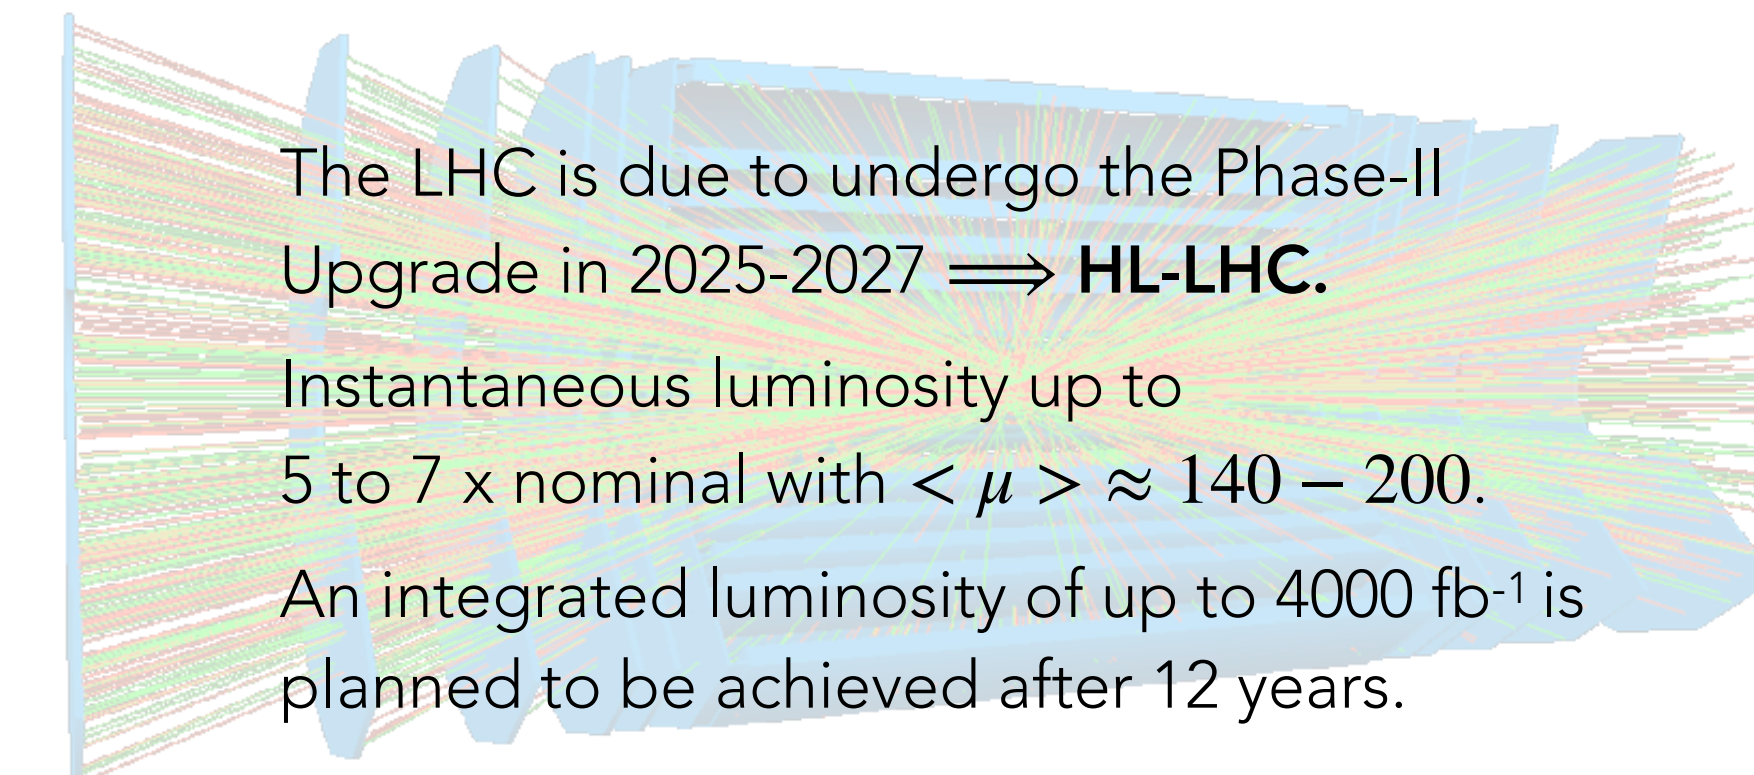 The LHC is due to undergo the Phase-II
Upgrade in 2025-2027 ⟹ HL-LHC.
Instantaneous luminosity up to
5 to 7 x nominal with < μ > ≈ 140 − 200.
An integrated luminosity of up to 4000 fb⁻¹ is
planned to be achieved after 12 years.